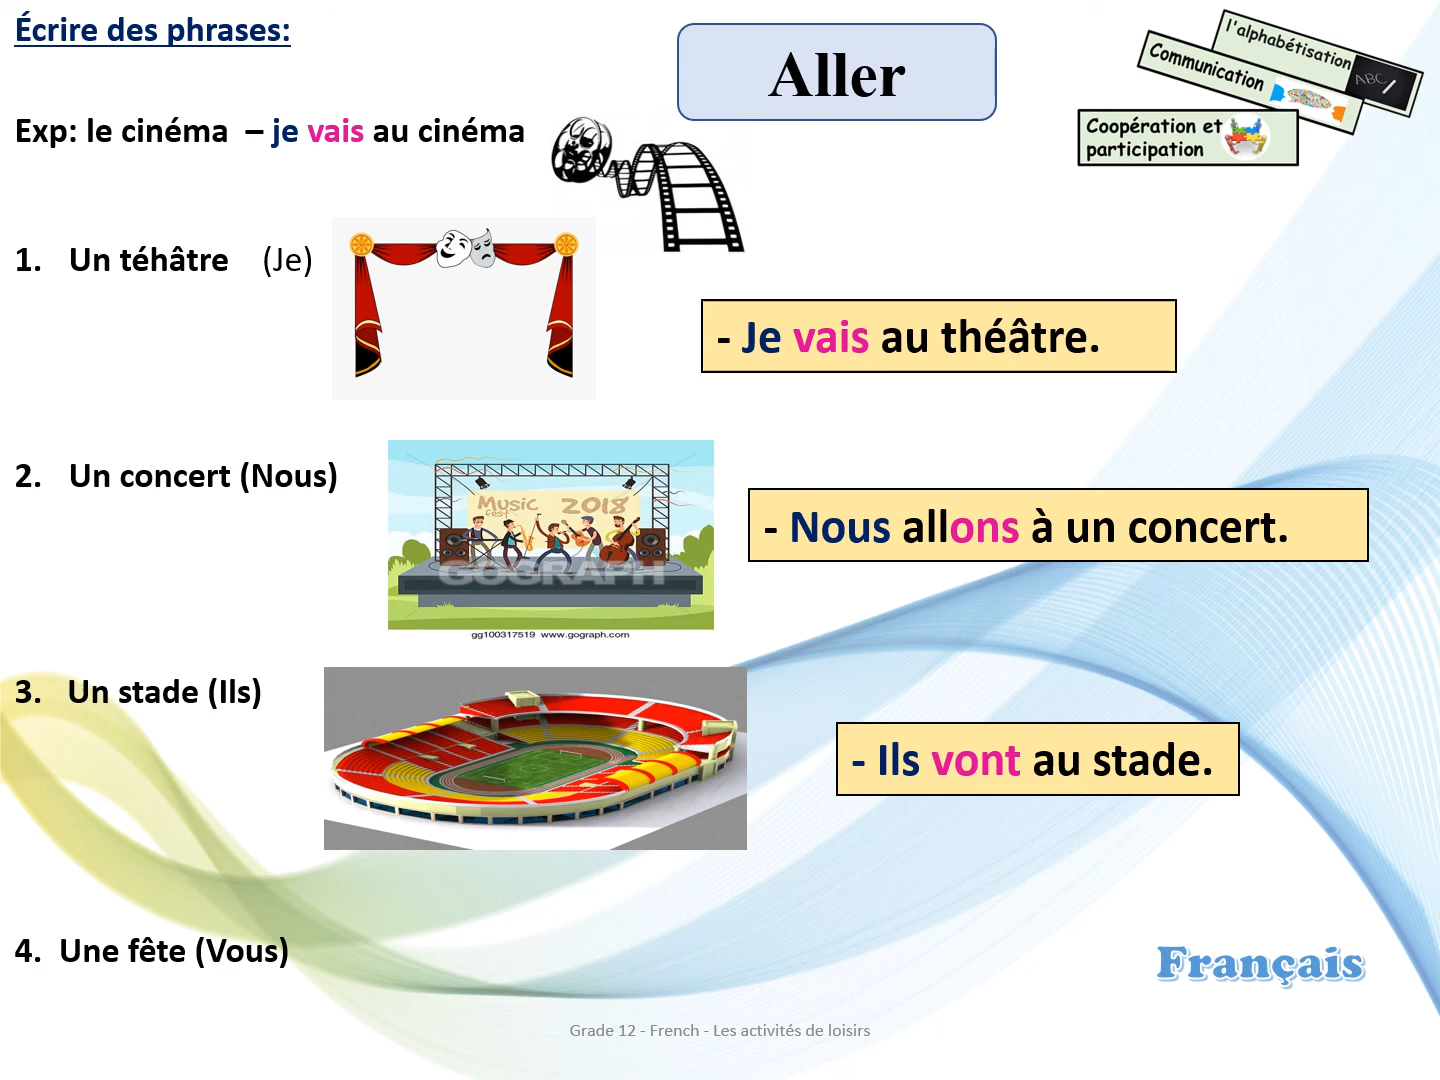 Écrire des phrases:
Aller
l'alphabétisation
ABC
Communication
Coopération et
participation
Exp: le cinéma – je vais au cinéma
1. Un téhâtre (Je)
- Je vais au théâtre.
2. Un concert (Nous)
Music
Fest
2018
GOGRAPH
gg100317519 www.gograph.com
- Nous allons à un concert.
3. Un stade (Ils)
- Ils vont au stade.
4. Une fête (Vous)
Français
Grade 12 - French - Les activités de loisirs